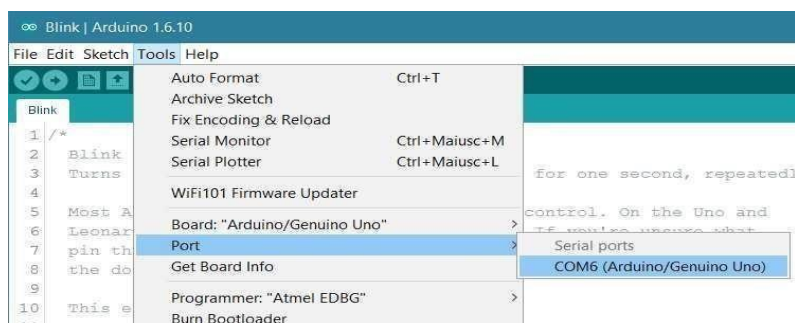 Blink | Arduino 1.6.10
File Edit Sketch Tools Help
Blink
Auto Format Ctrl+T
Archive Sketch
Fix Encoding & Reload
Serial Monitor Ctrl+Maiusc+M
Serial Plotter Ctrl+Maiusc+L
WiFi101 Firmware Updater
Board: "Arduino/Genuino Uno"
Port
Get Board Info
Programmer: "Atmel EDBG"
Burn Bootloader
Serial ports
COM6 (Arduino/Genuino Uno)
1 /*
2 Blink
3 Turns for one second, repeatedl
4
5 Most A control. On the Uno and
6 Leonar If you're unsure what
7 pin th
8 the do
9
10 This e